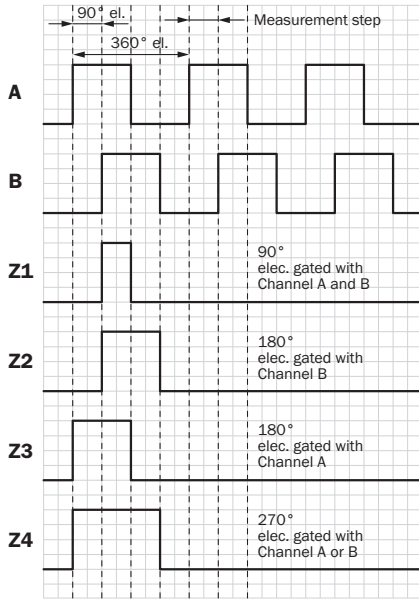 90° el.
Measurement step
360° el.
A
B
Z1
90°
elec. gated with
Channel A and B
Z2
180°
elec. gated with
Channel B
Z3
180°
elec. gated with
Channel A
Z4
270°
elec. gated with
Channel A or B